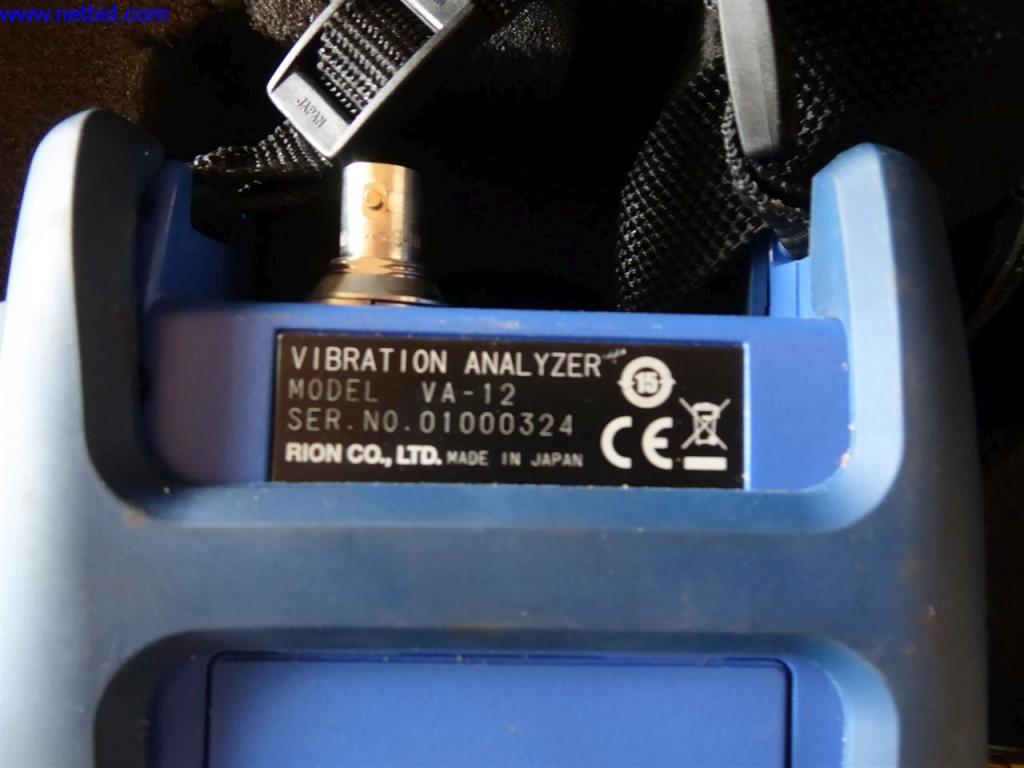 www.netbid.com
JAPAN
VIBRATION ANALYZER
MODEL VA-12
15
SER.NO.01000324
CE
RION CO., LTD. MADE IN JAPAN